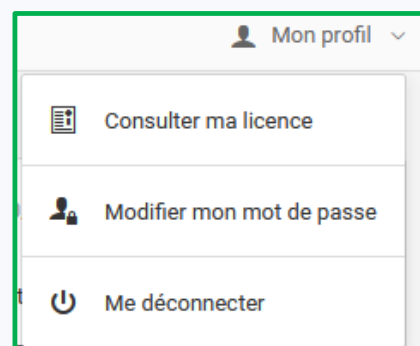 Mon profil
Consulter ma licence
Modifier mon mot de passe
Me déconnecter